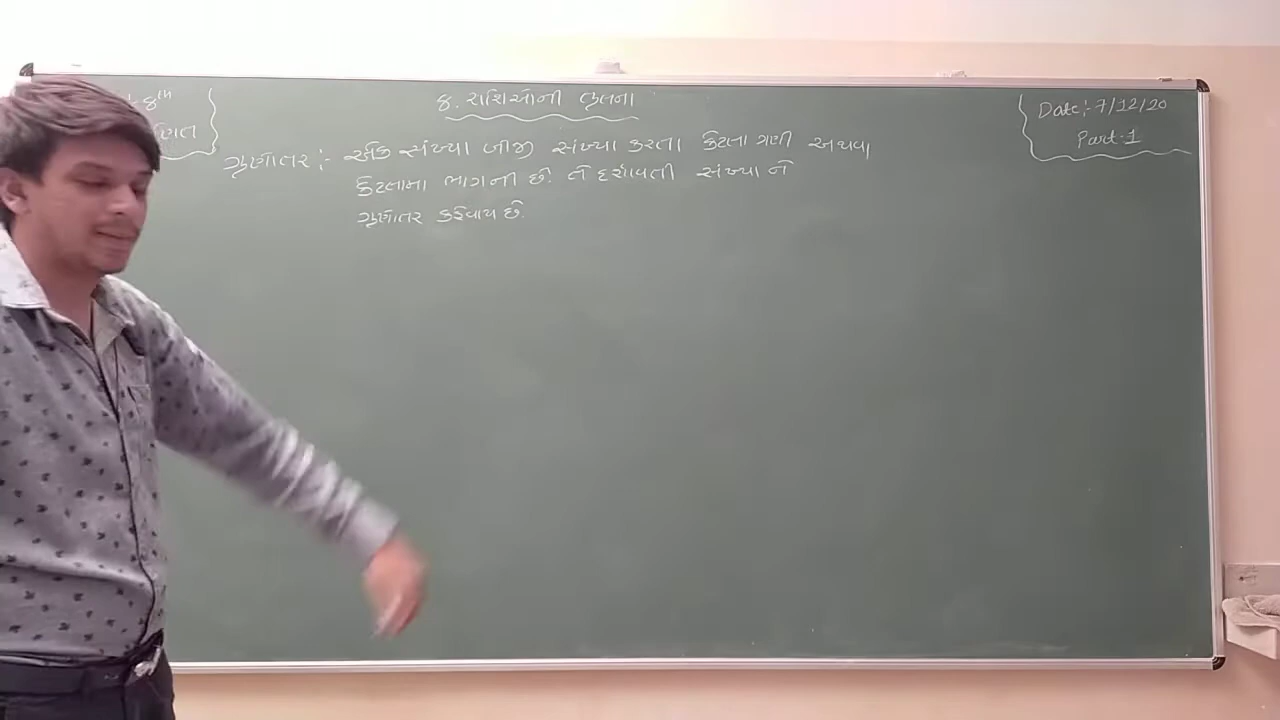 8th
ણિત
8. રાશિઓની તુલના
Date:- 7/12/20
Part-1
ગુણોતર :- એક સંખ્યા બીજી સંખ્યા કરતા કેટલા ગણી અથવા
કેટલામા ભાગની છે. તે દર્શાવતી સંખ્યા ને
ગુણોતર કહેવાય છે.